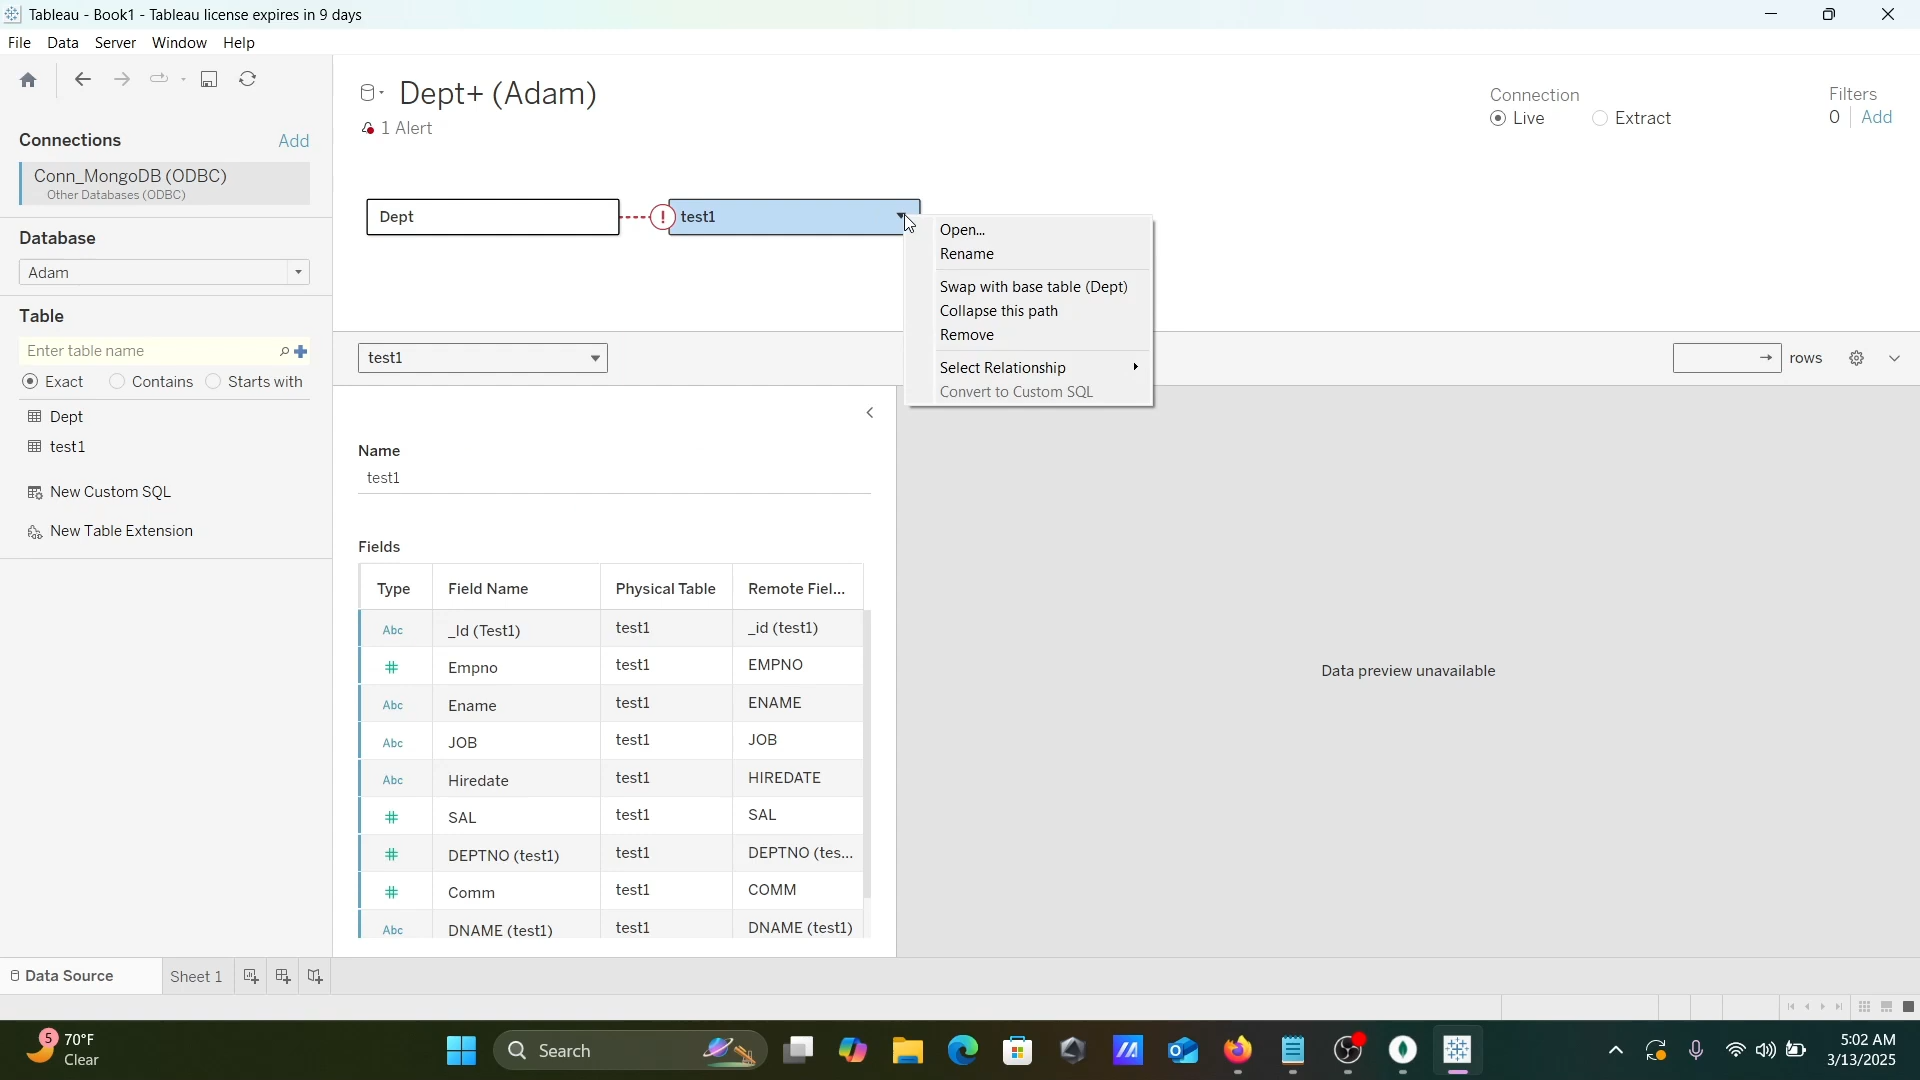 Tableau - Book1 - Tableau license expires in 9 days
File Data Server Window Help
Connections Add
Conn_MongoDB (ODBC)
Other Databases (ODBC)
Database
Adam
Table
Enter table name
Exact Contains Starts with
Dept
test1
New Custom SQL
New Table Extension
Dept+ (Adam)
1 Alert
Connection
Live Extract
Filters
0 Add
Dept
! test1
Open...
Rename
Swap with base table (Dept)
Collapse this path
Remove
Select Relationship
Convert to Custom SQL
test1
rows
Name
test1
Fields
Type Field Name Physical Table Remote Fiel...
Abc _Id (Test1) test1 _id (test1)
# Empno test1 EMPNO
Abc Ename test1 ENAME
Abc JOB test1 JOB
Abc Hiredate test1 HIREDATE
# SAL test1 SAL
# DEPTNO (test1) test1 DEPTNO (tes...
# Comm test1 COMM
Abc DNAME (test1) test1 DNAME (test1)
Data preview unavailable
Data Source Sheet 1
5
70°F
Clear
Search
5:02 AM
3/13/2025